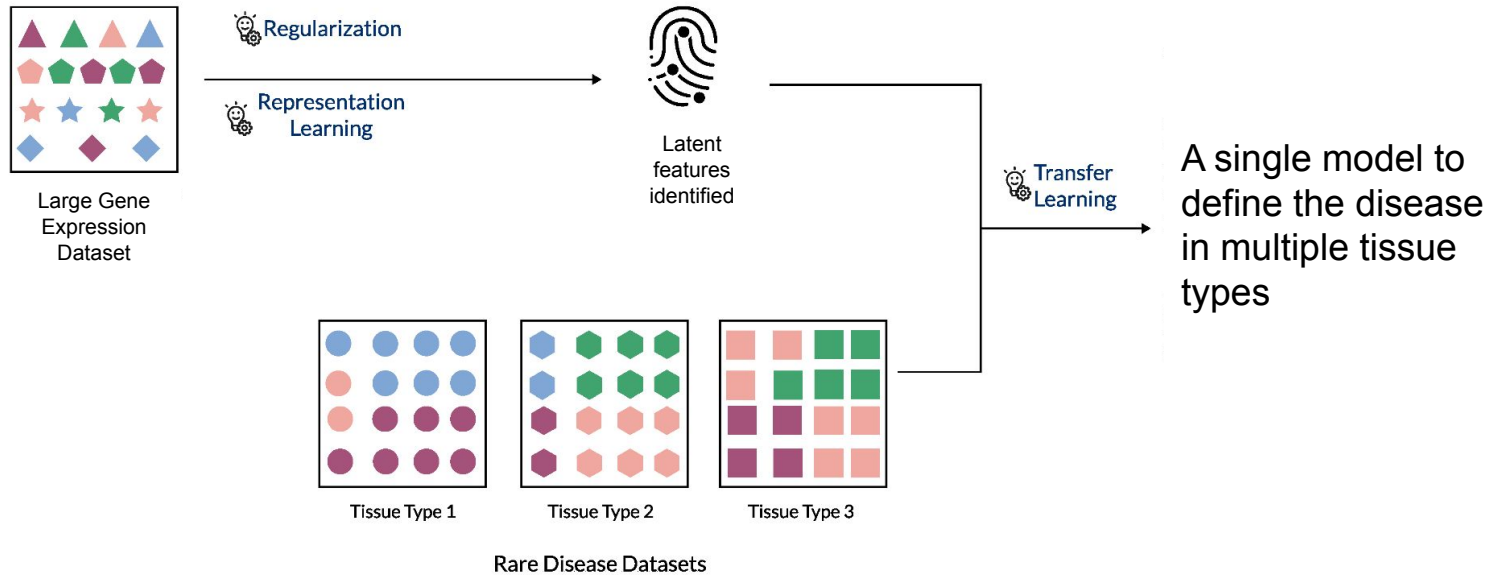 Regularization
Representation
Learning
Large Gene
Expression
Dataset
Latent
features
identified
Transfer
Learning
A single model to
define the disease
in multiple tissue
types
Tissue Type 1
Tissue Type 2
Tissue Type 3
Rare Disease Datasets